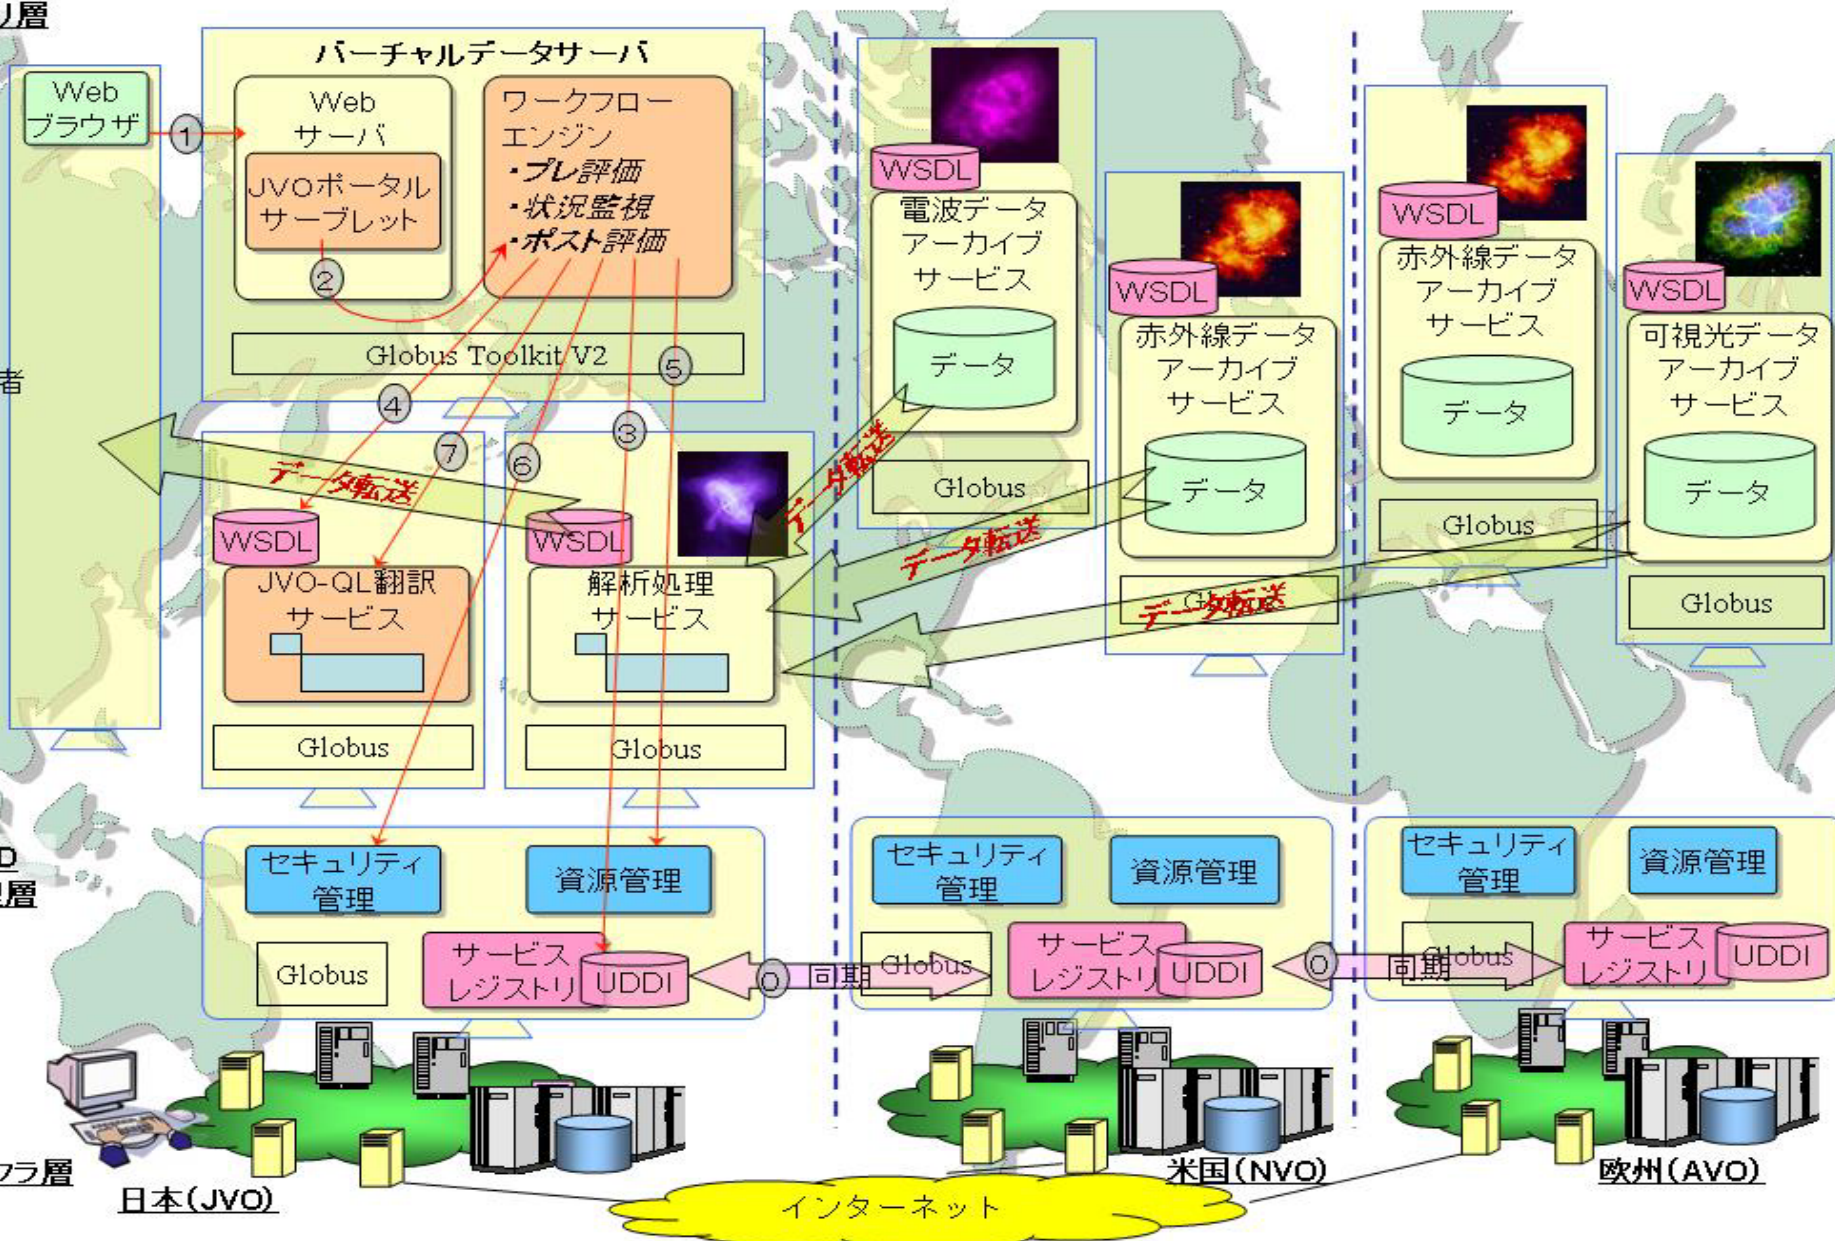 リ層
バーチャルデータサーバ
Web
ブラウザ
①
Web
サーバ
JVOポータル
サーブレット
②
ワークフロー
エンジン
・プレ評価
・状況監視
・ポスト評価
Globus Toolkit V2
者
④
⑦
⑥
③
⑤
データ転送
WSDL
JVO-QL翻訳
サービス
Globus
WSDL
解析処理
サービス
Globus
WSDL
電波データ
アーカイブ
サービス
データ
Globus
データ転送
WSDL
赤外線データ
アーカイブ
サービス
データ
データ転送
Globus
データ転送
WSDL
赤外線データ
アーカイブ
サービス
データ
Globus
WSDL
可視光データ
アーカイブ
サービス
データ
Globus
D
層
セキュリティ
管理
資源管理
Globus
サービス
レジストリ
UDDI
0
同期
セキュリティ
管理
資源管理
Globus
サービス
レジストリ
UDDI
0
同期
セキュリティ
管理
資源管理
Globus
サービス
レジストリ
UDDI
フラ層
日本(JVO)
インターネット
米国(NVO)
欧州(AVO)